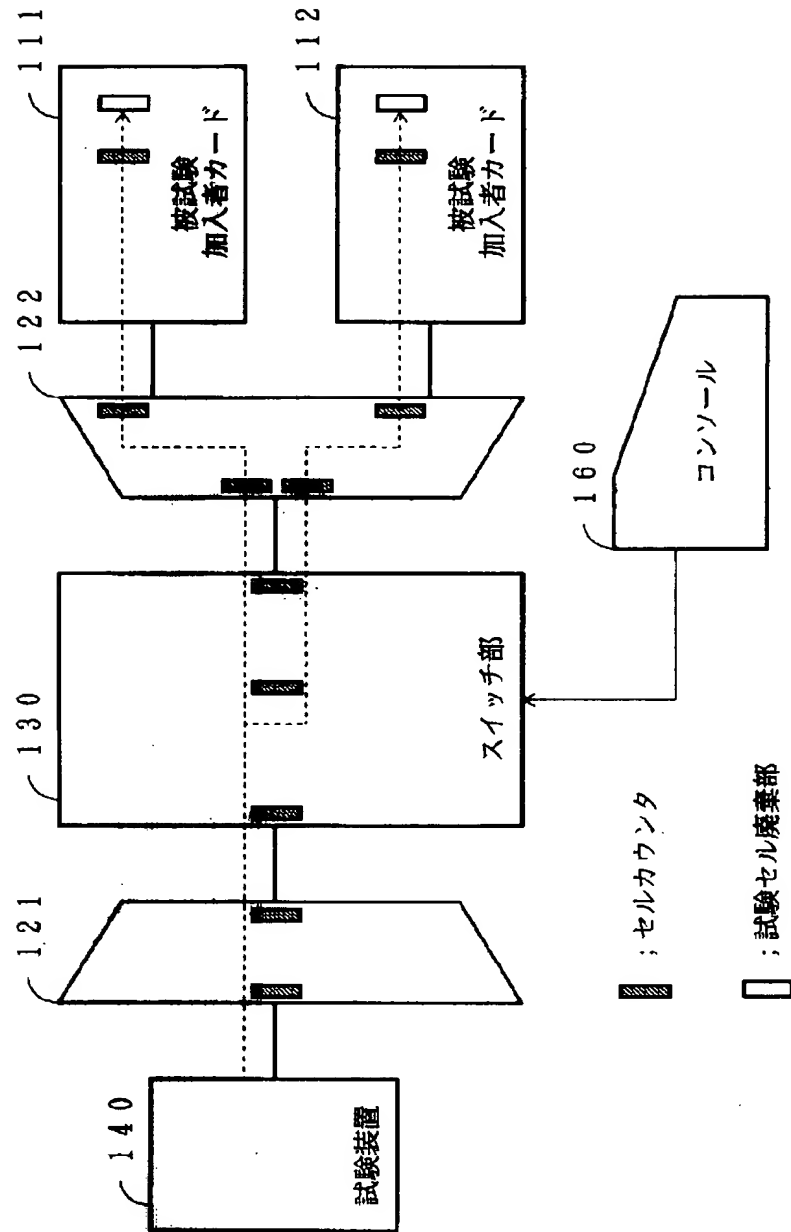 111
被試験
加入者カード
112
被試験
加入者カード
122
160
コンソール
130
スイッチ部
121
140
試験装置
；セルカウンタ
；試験セル廃棄部